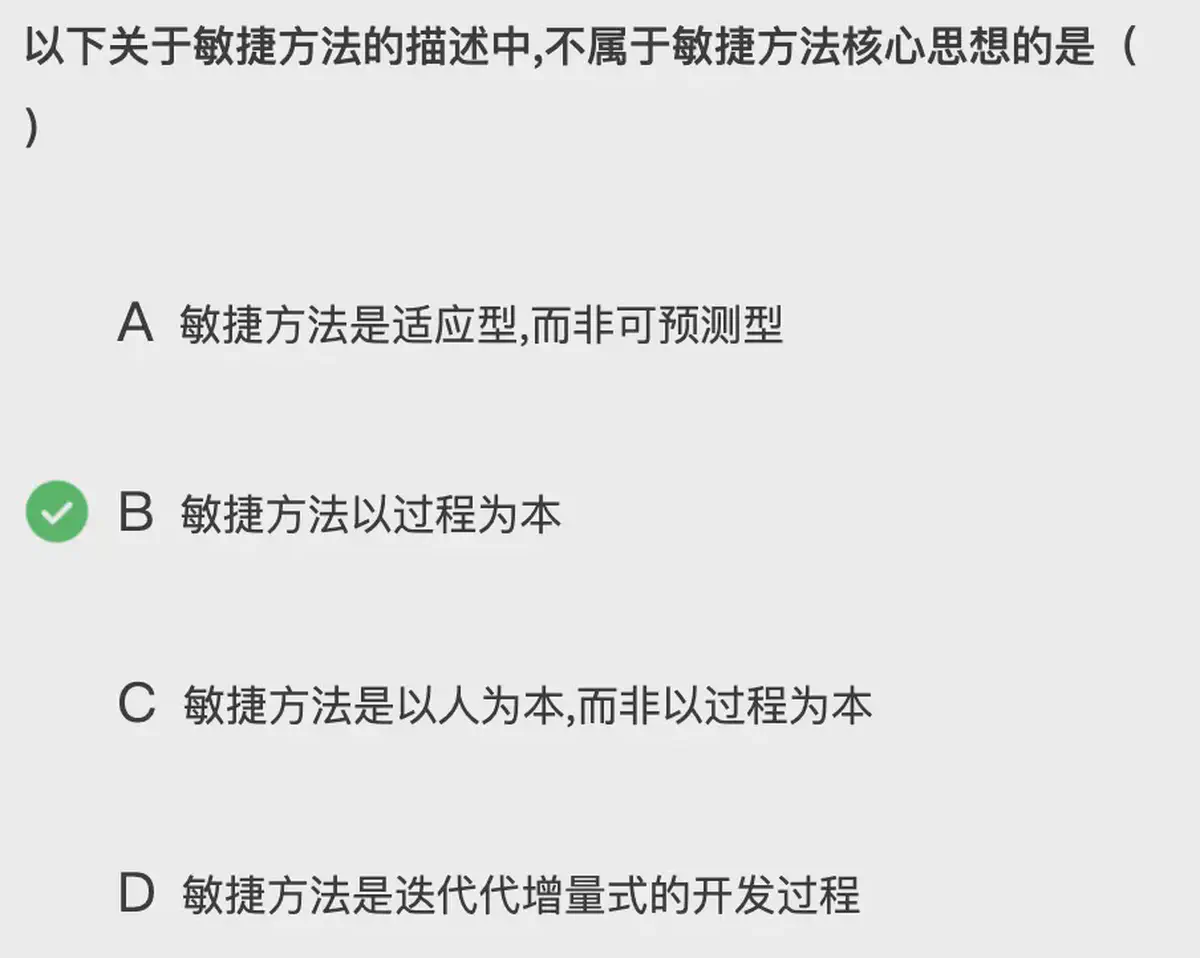 以下关于敏捷方法的描述中,不属于敏捷方法核心思想的是（
）
A 敏捷方法是适应型,而非可预测型
B 敏捷方法以过程为本
C 敏捷方法是以人为本,而非以过程为本
D 敏捷方法是迭代代增量式的开发过程